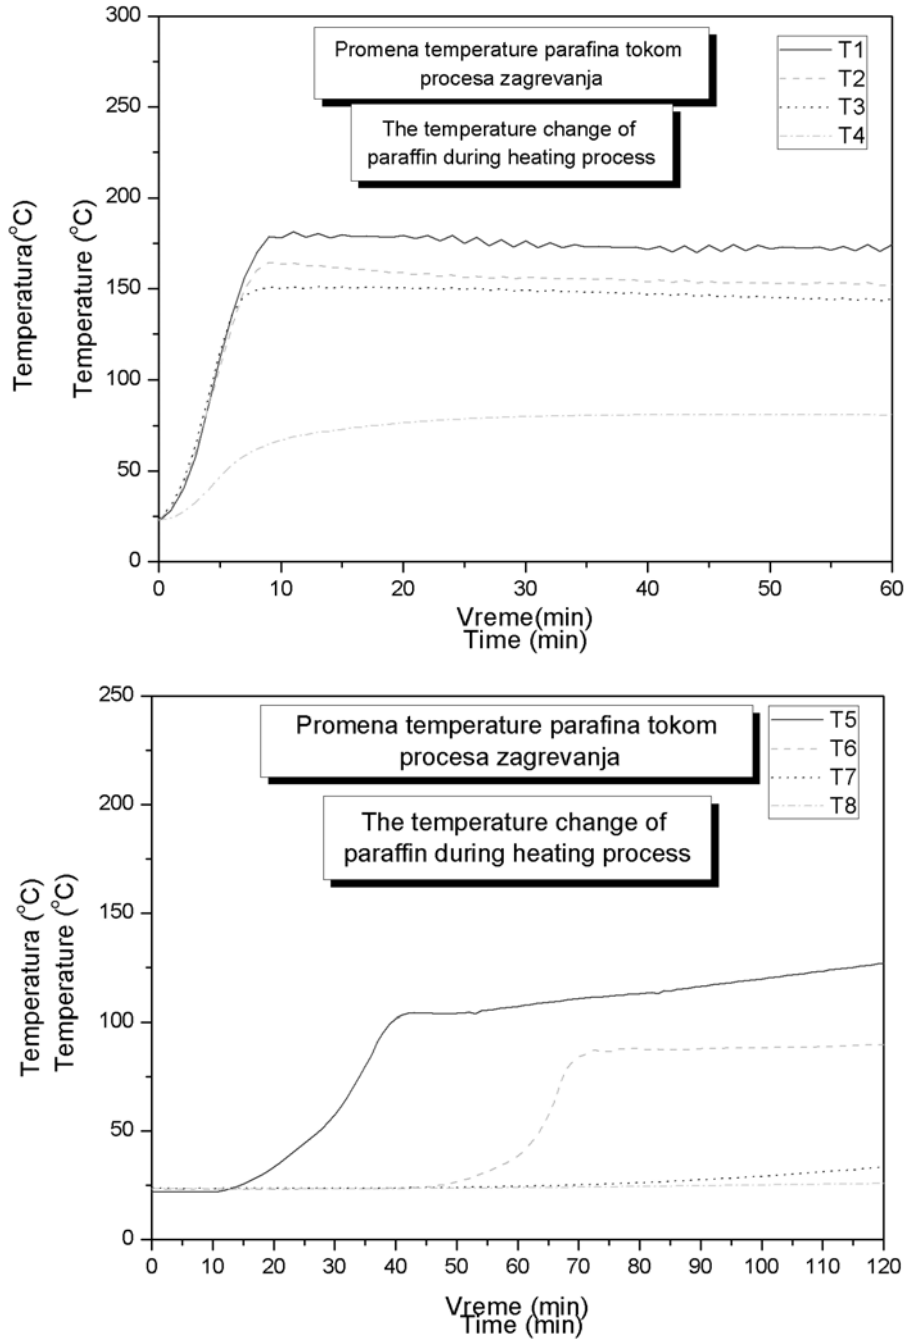 300
250
200
150
100
50
0
Temperatura(°C)
Temperature (°C)
Promena temperature parafina tokom
procesa zagrevanja
The temperature change of
paraffin during heating process
T1
T2
T3
T4
0 10 20 30 40 50 60
Vreme(min)
Time (min)
250
200
150
100
50
0
Temperatura (°C)
Temperature (°C)
Promena temperature parafina tokom
procesa zagrevanja
The temperature change of
paraffin during heating process
T5
T6
T7
T8
0 10 20 30 40 50 60 70 80 90 100 110 120
Vreme (min)
Time (min)